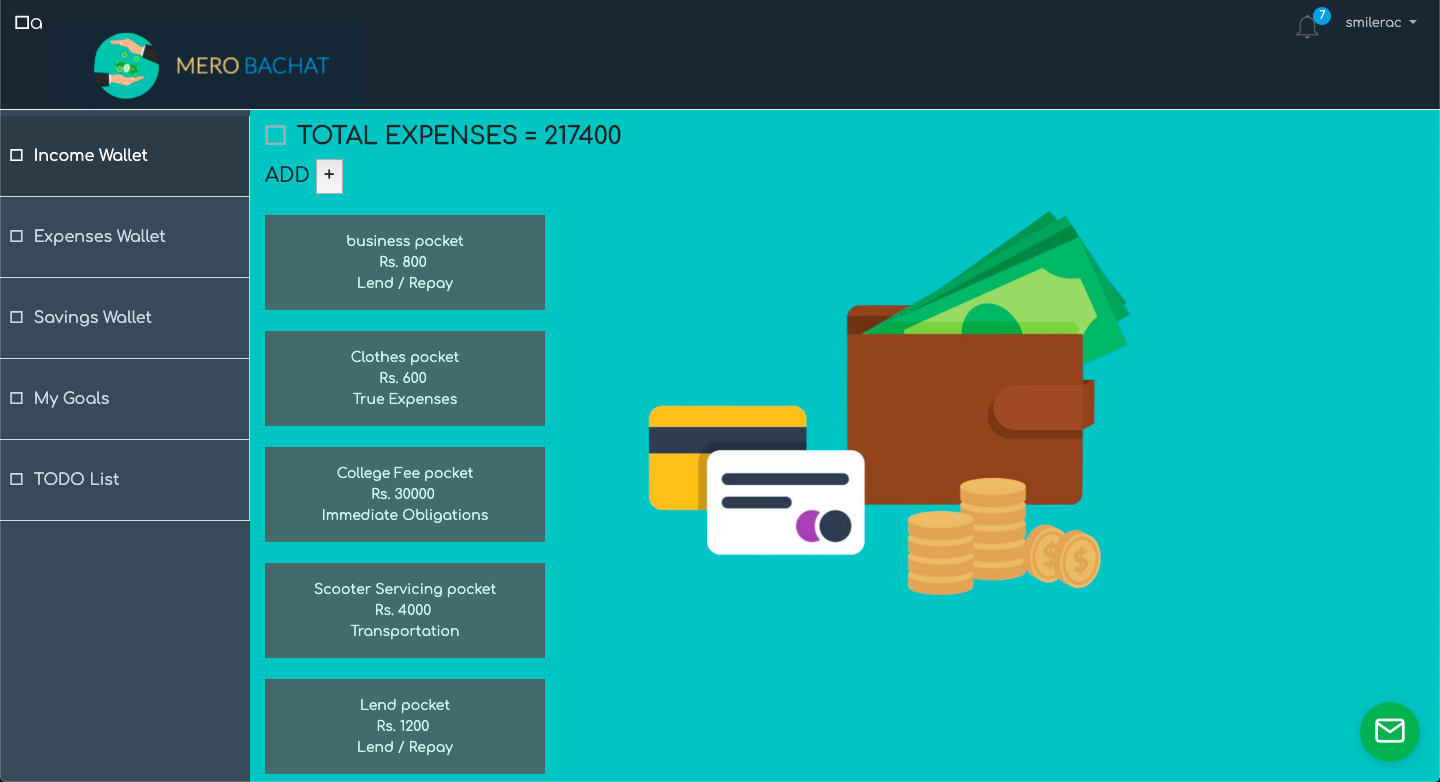 a
7
smilerac
MERO BACHAT
Income Wallet
Expenses Wallet
Savings Wallet
My Goals
TODO List
TOTAL EXPENSES = 217400
ADD +
business pocket
Rs. 800
Lend / Repay
Clothes pocket
Rs. 600
True Expenses
College Fee pocket
Rs. 30000
Immediate Obligations
Scooter Servicing pocket
Rs. 4000
Transportation
Lend pocket
Rs. 1200
Lend / Repay
$
$